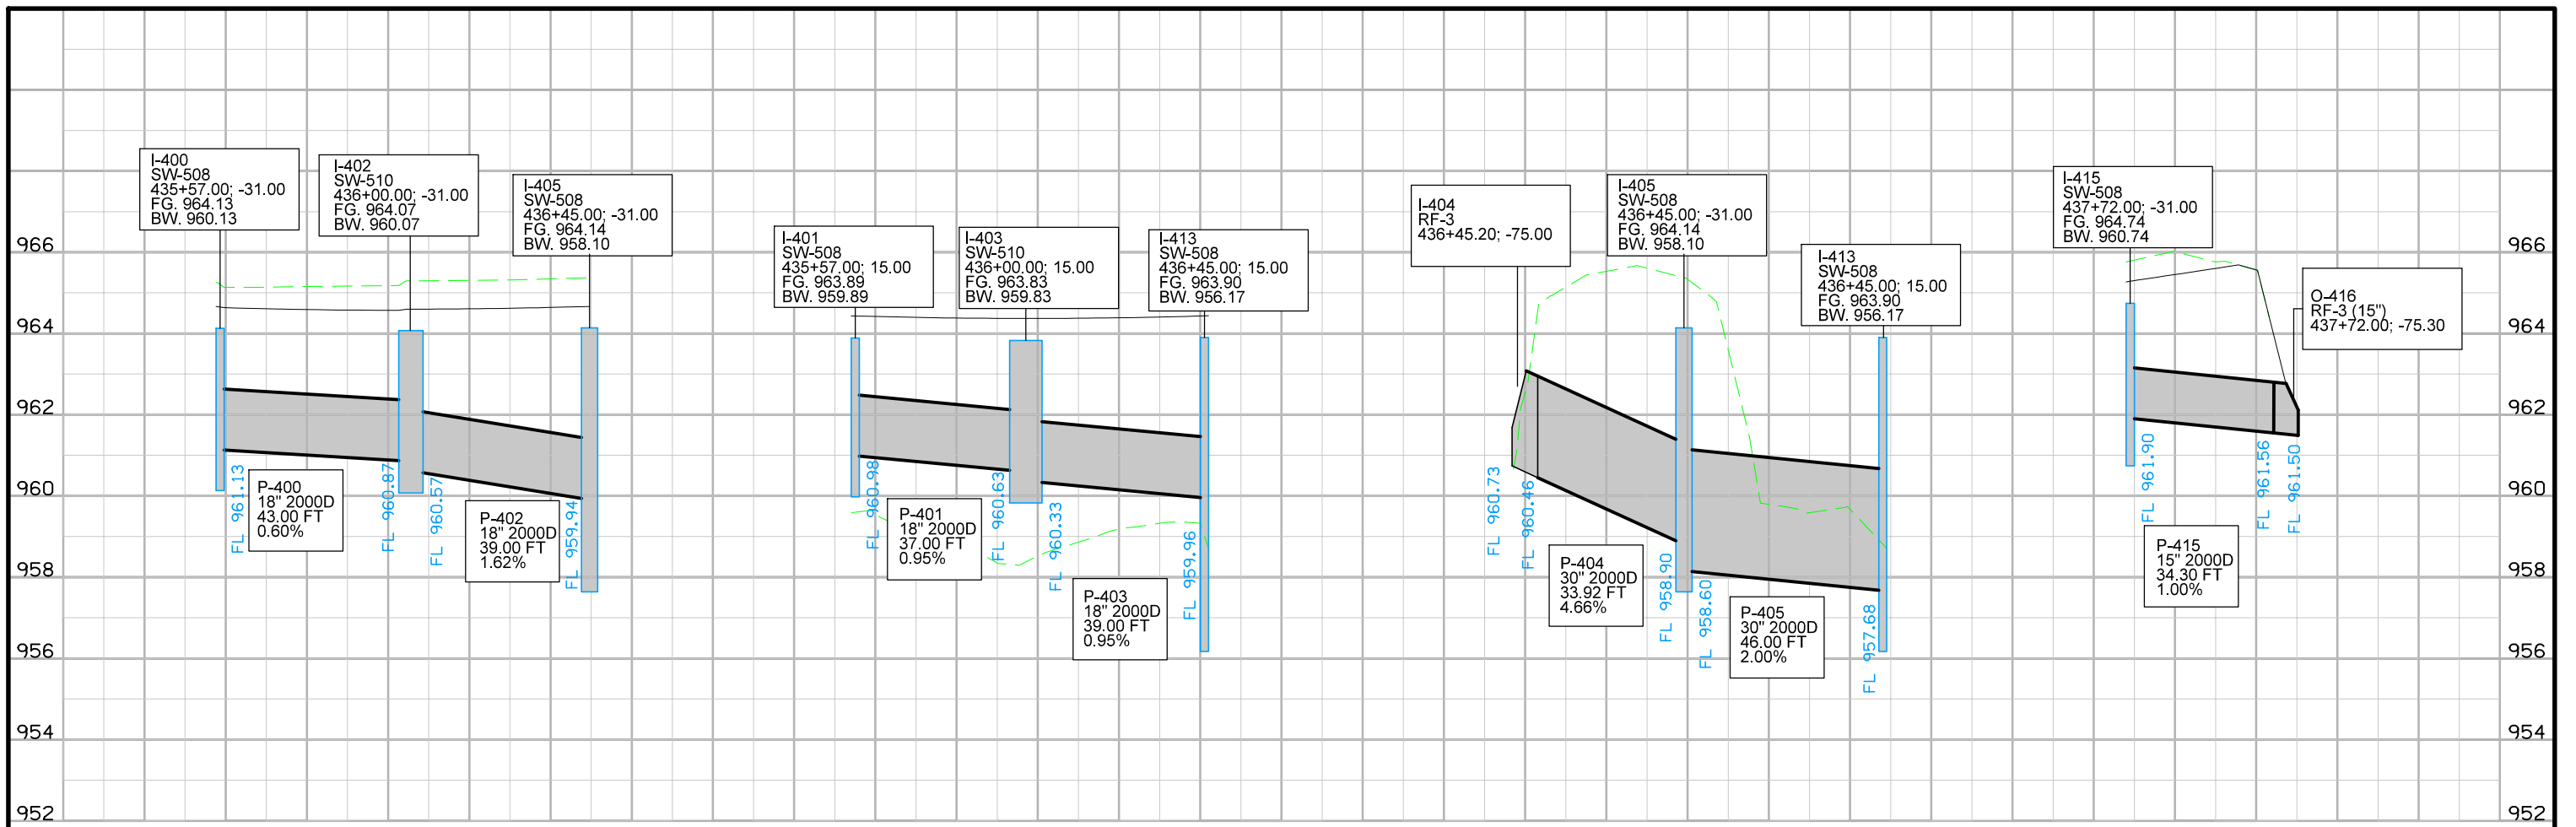 I-400
SW-508
435+57.00; -31.00
FG. 964.13
BW. 960.13
I-402
SW-510
436+00.00; -31.00
FG. 964.07
BW. 960.07
I-405
SW-508
436+45.00; -31.00
FG. 964.14
BW. 958.10
I-401
SW-508
435+57.00; 15.00
FG. 963.89
BW. 959.89
I-403
SW-510
436+00.00; 15.00
FG. 963.83
BW. 959.83
I-413
SW-508
436+45.00; 15.00
FG. 963.90
BW. 956.17
I-404
RF-3
436+45.20; -75.00
I-405
SW-508
436+45.00; -31.00
FG. 964.14
BW. 958.10
I-413
SW-508
436+45.00; 15.00
FG. 963.90
BW. 956.17
I-415
SW-508
437+72.00; -31.00
FG. 964.74
BW. 960.74
O-416
RF-3 (15")
437+72.00; -75.30
966
964
962
960
958
956
954
952
FL 961.13
P-400
18" 2000D
43.00 FT
0.60%
FL 960.87
FL 960.57
P-402
18" 2000D
39.00 FT
1.62%
FL 959.94
FL 960.98
P-401
18" 2000D
37.00 FT
0.95%
FL 960.63
FL 960.33
P-403
18" 2000D
39.00 FT
0.95%
FL 959.96
FL 960.73
FL 960.46
P-404
30" 2000D
33.92 FT
4.66%
FL 958.90
FL 958.60
P-405
30" 2000D
46.00 FT
2.00%
FL 957.68
FL 961.90
P-415
15" 2000D
34.30 FT
1.00%
FL 961.56
FL 961.50
966
964
962
960
958
956
954
952